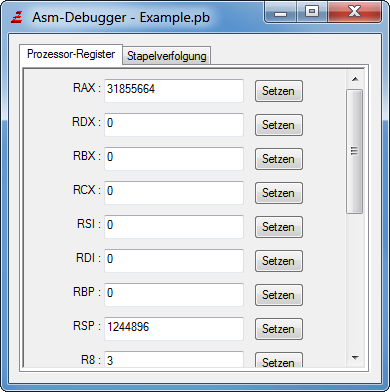 Asm-Debugger - Example.pb
Prozessor-Register Stapelverfolgung
RAX : 31855664 Setzen
RDX : 0 Setzen
RBX : 0 Setzen
RCX : 0 Setzen
RSI : 0 Setzen
RDI : 0 Setzen
RBP : 0 Setzen
RSP : 1244896 Setzen
R8 : 3 Setzen